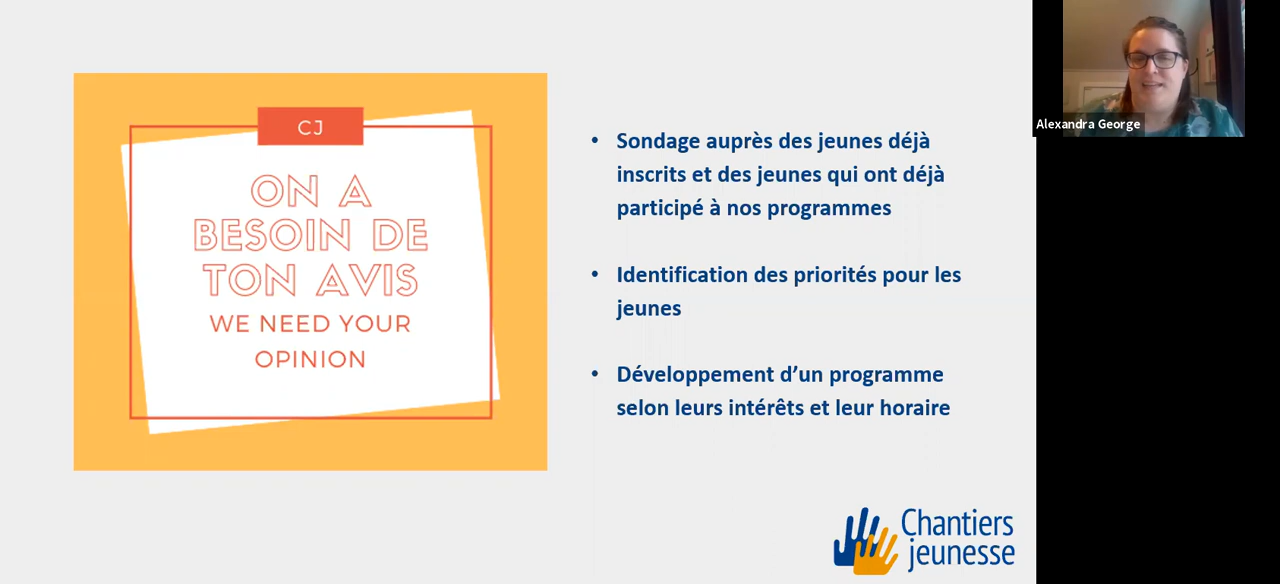 CJ
ON A
BESOIN DE
TON AVIS
WE NEED YOUR
OPINION
• Sondage auprès des jeunes déjà
inscrits et des jeunes qui ont déjà
participé à nos programmes
• Identification des priorités pour les
jeunes
• Développement d’un programme
selon leurs intérêts et leur horaire
Chantiers
jeunesse
Alexandra George